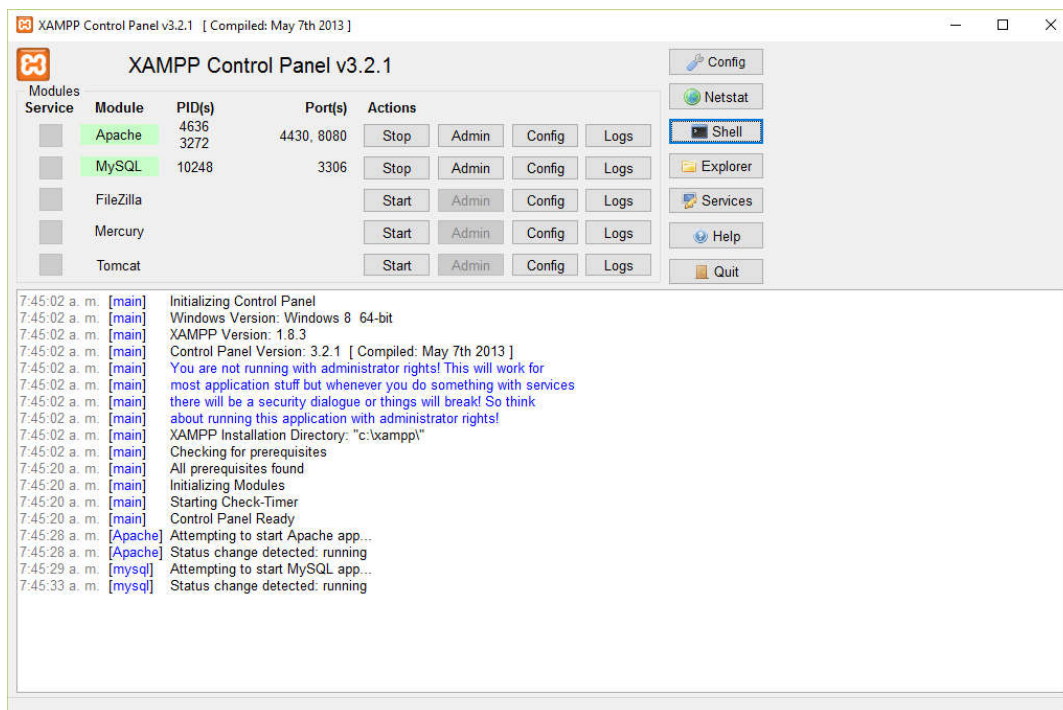 XAMPP Control Panel v3.2.1 [ Compiled: May 7th 2013 ]
XAMPP Control Panel v3.2.1
Config
Modules
Service Module PID(s) Port(s) Actions
Netstat
Apache 4636 3272 4430, 8080 Stop Admin Config Logs
Shell
MySQL 10248 3306 Stop Admin Config Logs
Explorer
FileZilla Start Admin Config Logs
Services
Mercury Start Admin Config Logs
Help
Tomcat Start Admin Config Logs
Quit
7:45:02 a. m. [main] Initializing Control Panel
7:45:02 a. m. [main] Windows Version: Windows 8 64-bit
7:45:02 a. m. [main] XAMPP Version: 1.8.3
7:45:02 a. m. [main] Control Panel Version: 3.2.1 [ Compiled: May 7th 2013 ]
7:45:02 a. m. [main] You are not running with administrator rights! This will work for
7:45:02 a. m. [main] most application stuff but whenever you do something with services
7:45:02 a. m. [main] there will be a security dialogue or things will break! So think
7:45:02 a. m. [main] about running this application with administrator rights!
7:45:02 a. m. [main] XAMPP Installation Directory: "c:\xampp\"
7:45:02 a. m. [main] Checking for prerequisites
7:45:20 a. m. [main] All prerequisites found
7:45:20 a. m. [main] Initializing Modules
7:45:20 a. m. [main] Starting Check-Timer
7:45:20 a. m. [main] Control Panel Ready
7:45:28 a. m. [Apache] Attempting to start Apache app...
7:45:28 a. m. [Apache] Status change detected: running
7:45:29 a. m. [mysql] Attempting to start MySQL app...
7:45:33 a. m. [mysql] Status change detected: running